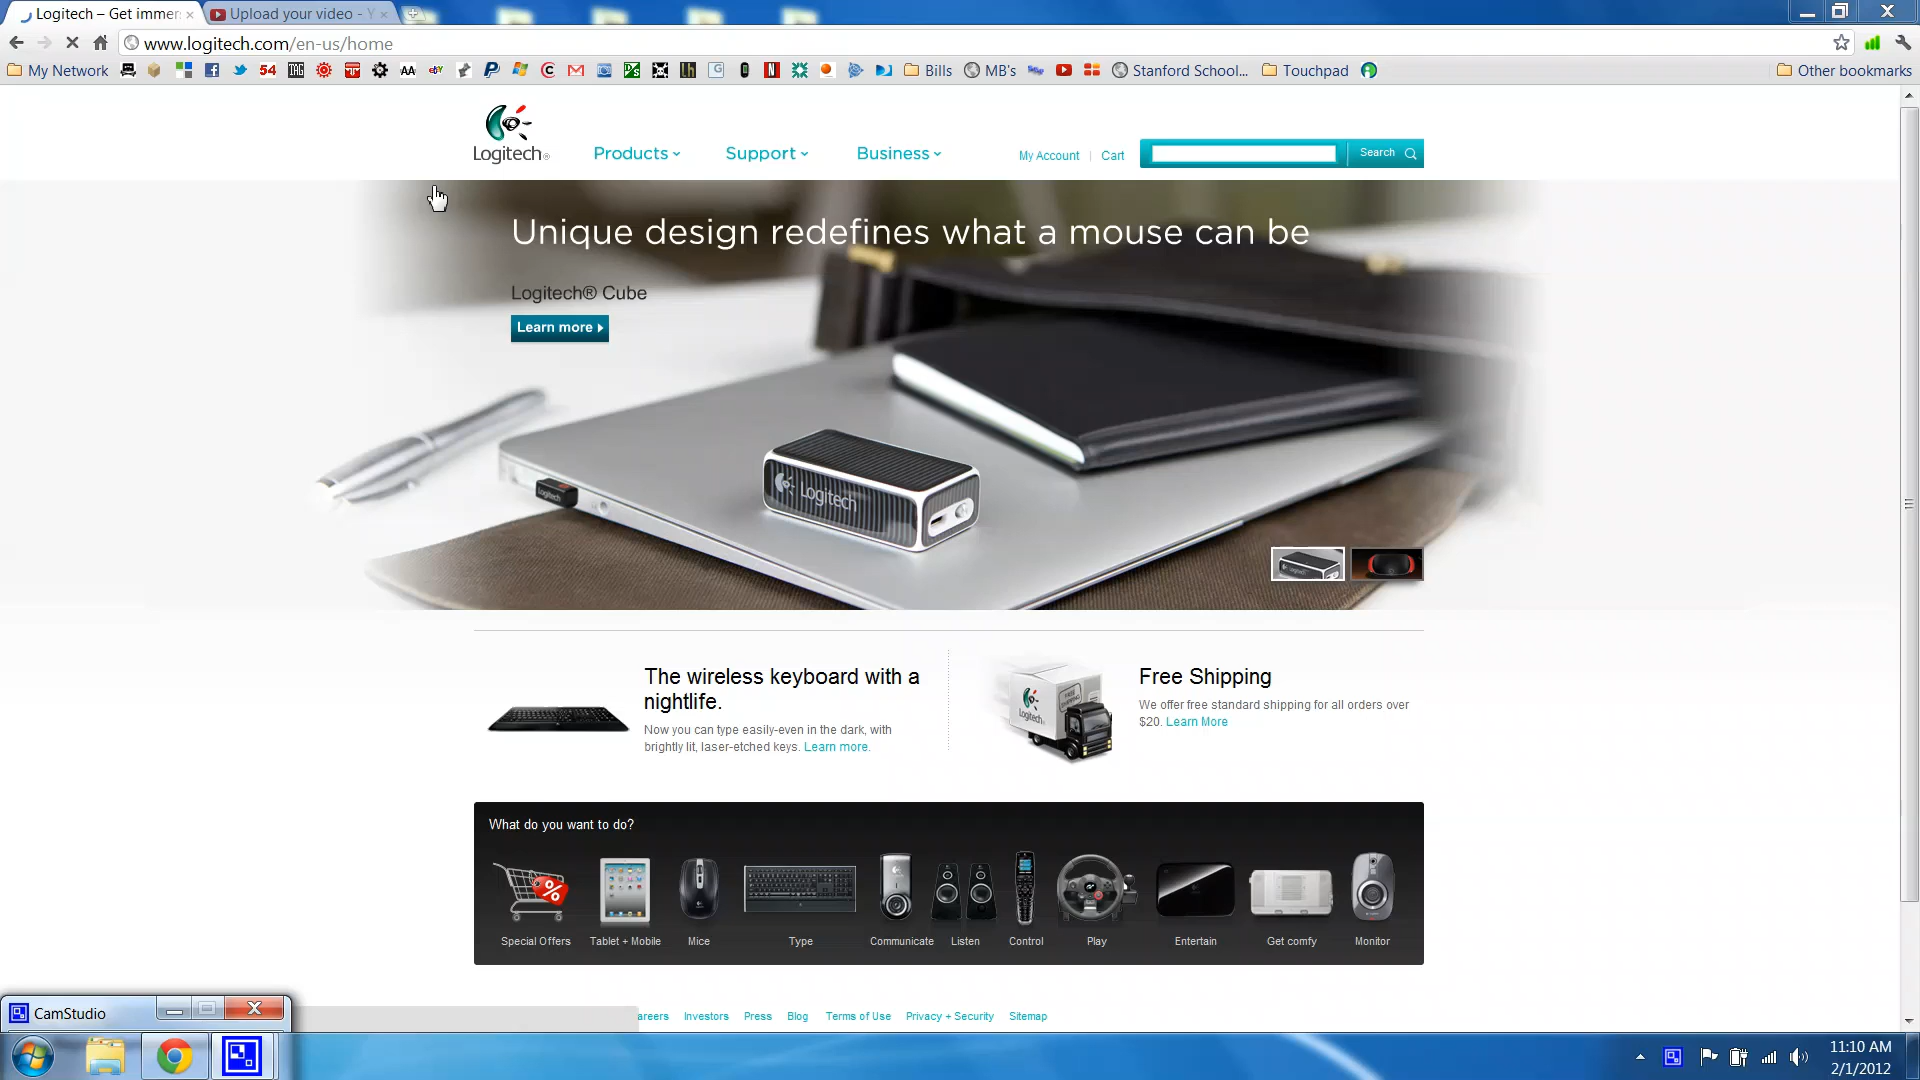 Logitech – Get immer
Upload your video - Y
www.logitech.com/en-us/home
My Network
54
TAG
AA
Bills
MB's
Stanford School...
Touchpad
Other bookmarks
Logitech
Products
Support
Business
My Account
Cart
Search
Unique design redefines what a mouse can be
Logitech® Cube
Learn more
Logitech
Logitech
The wireless keyboard with a
nightlife.
Now you can type easily-even in the dark, with
brightly lit, laser-etched keys. Learn more.
Free Shipping
We offer free standard shipping for all orders over
$20. Learn More
Logitech
What do you want to do?
%
Special Offers
Tablet + Mobile
Mice
Type
Communicate
Listen
Control
Play
Entertain
Get comfy
Monitor
areers
Investors
Press
Blog
Terms of Use
Privacy + Security
Sitemap
CamStudio
11:10 AM
2/1/2012